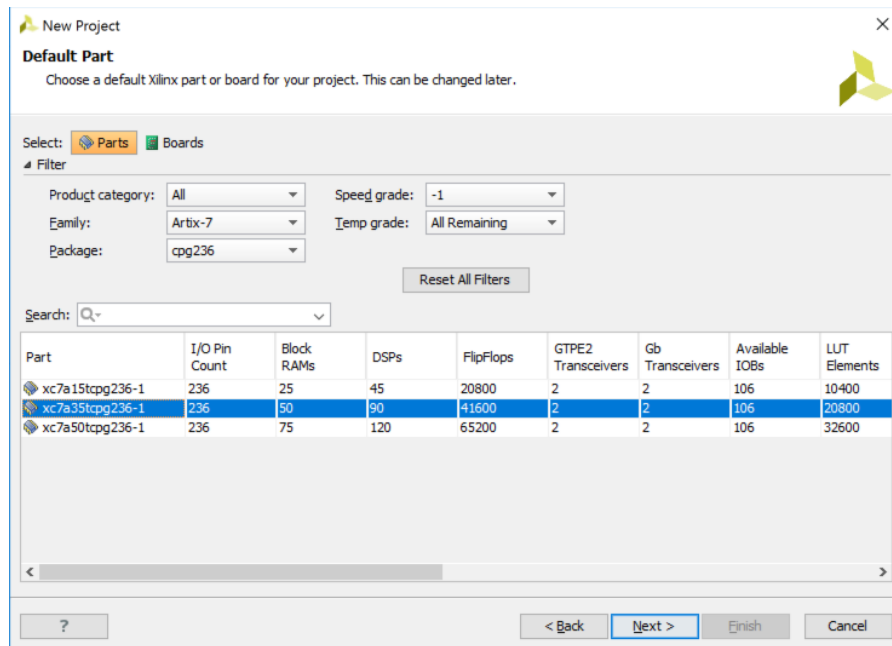 New Project
Default Part
Choose a default Xilinx part or board for your project. This can be changed later.
Select: Parts Boards
Filter
Product category: All Speed grade: -1
Family: Artix-7 Temp grade: All Remaining
Package: cpg236
Reset All Filters
Search:
Part I/O Pin Count Block RAMs DSPs FlipFlops GTPE2 Transceivers Gb Transceivers Available IOBs LUT Elements
xc7a15tcpg236-1 236 25 45 20800 2 2 106 10400
xc7a35tcpg236-1 236 50 90 41600 2 2 106 20800
xc7a50tcpg236-1 236 75 120 65200 2 2 106 32600
? < Back Next > Finish Cancel